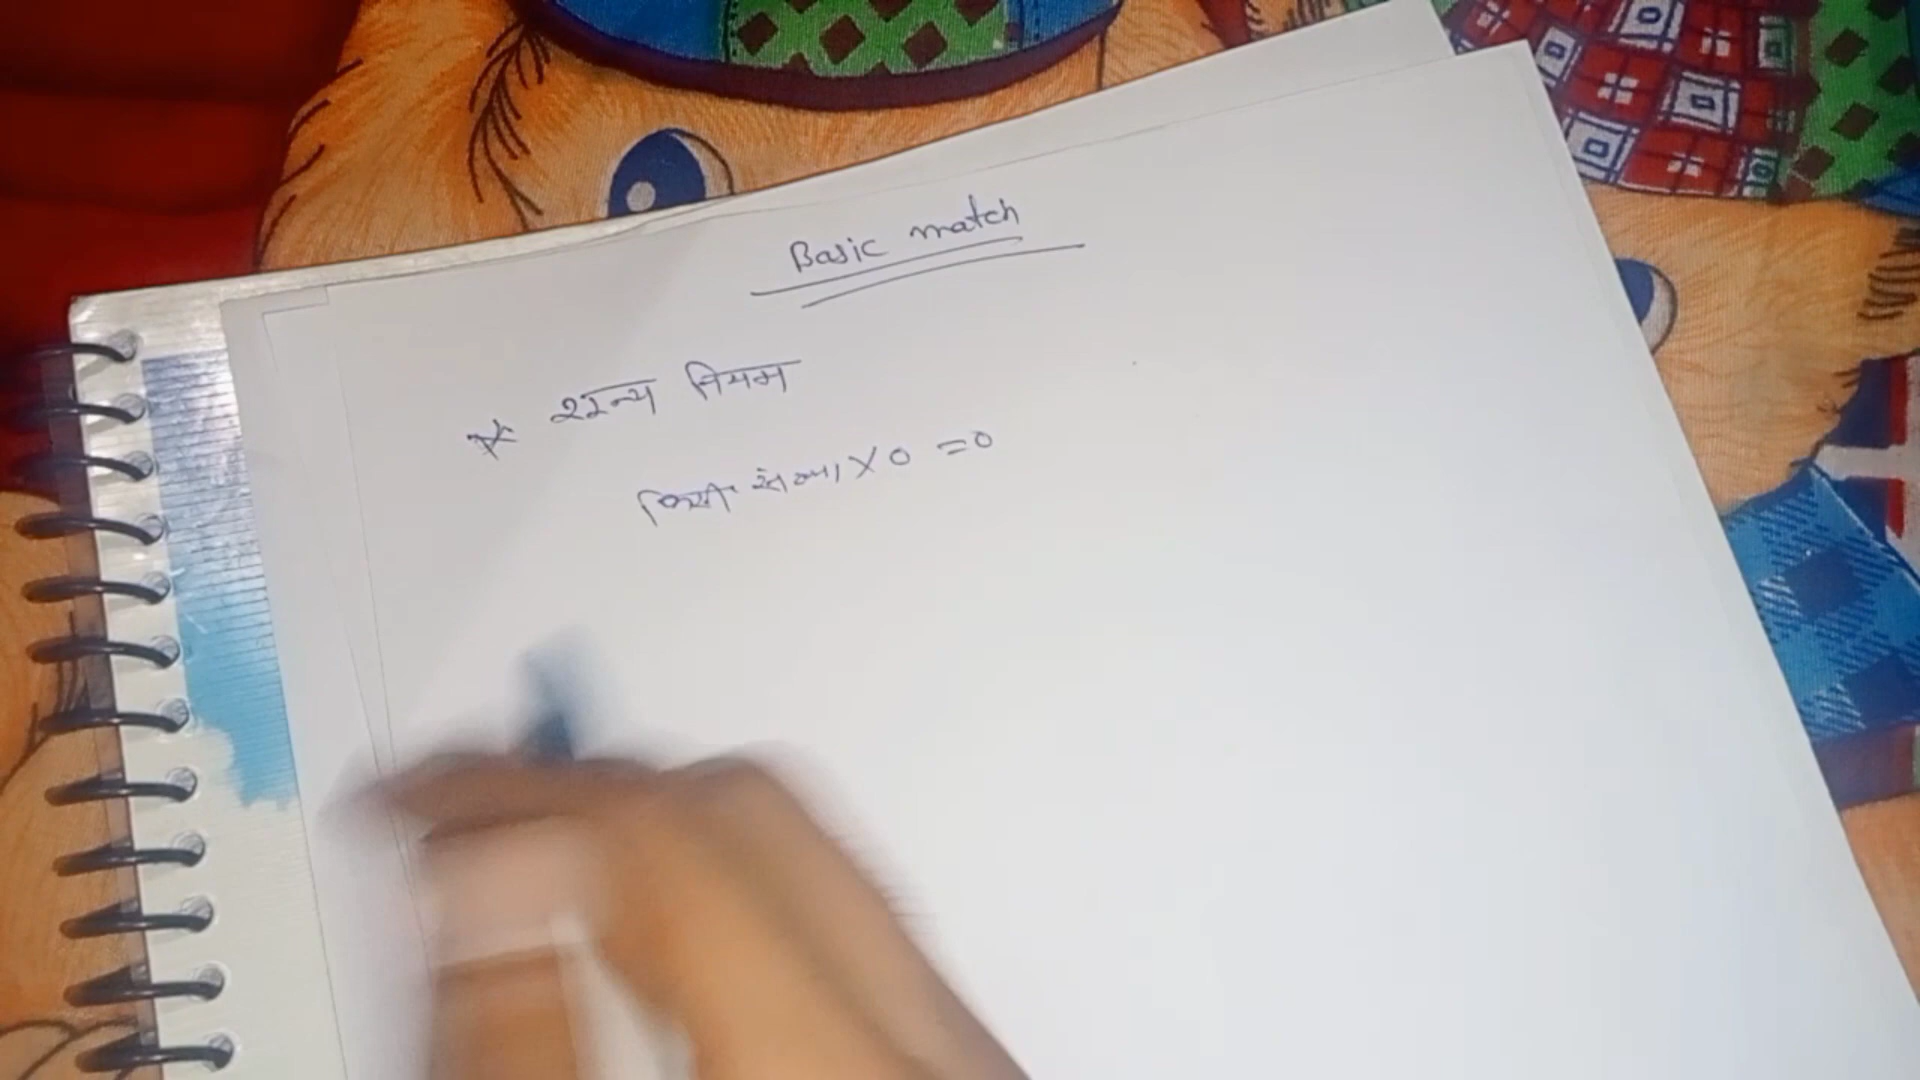 Basic match
* शून्य नियम
किसी संख्या X 0 = 0